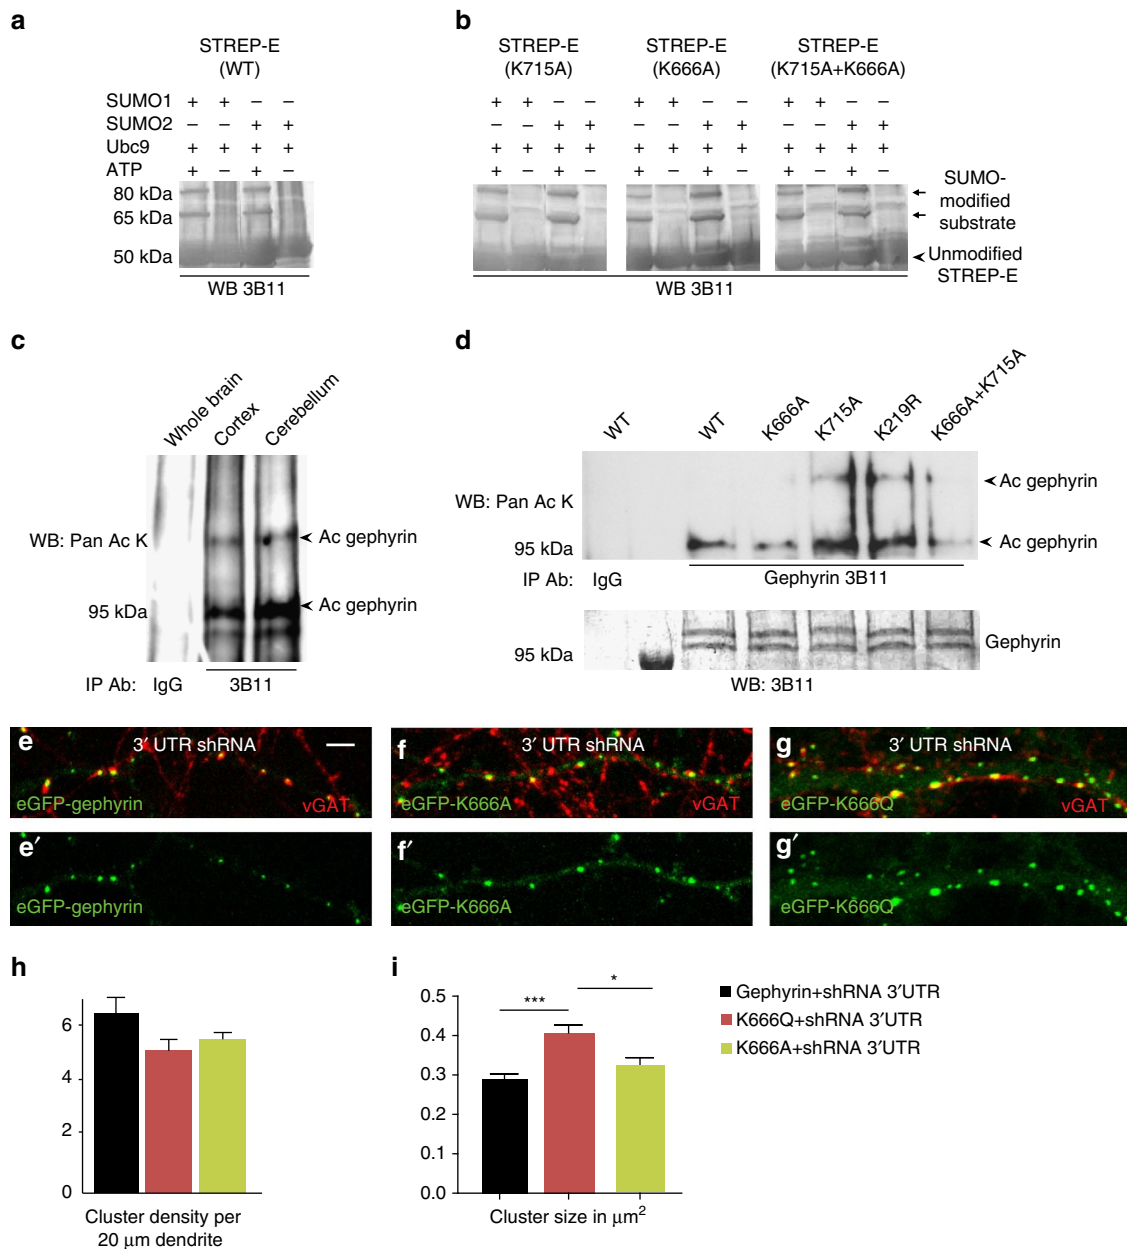 a
STREP-E
(WT)
SUMO1 + + – –
SUMO2 – – + +
Ubc9 + + + +
ATP + – + –
80 kDa
65 kDa
50 kDa
WB 3B11
b
STREP-E
(K715A)
STREP-E
(K666A)
STREP-E
(K715A+K666A)
+ + – – + + – – + + – –
– – + + – – + + – – + +
+ + + + + + + + + + + +
+ – + – + – + – + – + –
SUMO-
modified
substrate
Unmodified
STREP-E
WB 3B11
c
Whole brain
Cortex
Cerebellum
WB: Pan Ac K
Ac gephyrin
95 kDa
Ac gephyrin
IP Ab: IgG 3B11
d
WT
WT
K666A
K715A
K219R
K666A+K715A
WB: Pan Ac K
Ac gephyrin
95 kDa
Ac gephyrin
IP Ab: IgG Gephyrin 3B11
Gephyrin
95 kDa
WB: 3B11
e
3′ UTR shRNA
eGFP-gephyrin
vGAT
f
3′ UTR shRNA
eGFP-K666A
vGAT
g
3′ UTR shRNA
eGFP-K666Q
vGAT
e′
eGFP-gephyrin
f′
eGFP-K666A
g′
eGFP-K666Q
h
6
4
2
0
Cluster density per
20 μm dendrite
i
0.5
0.4
0.3
0.2
0.1
0.0
***
*
Cluster size in μm²
Gephyrin+shRNA 3′UTR
K666Q+shRNA 3′UTR
K666A+shRNA 3′UTR